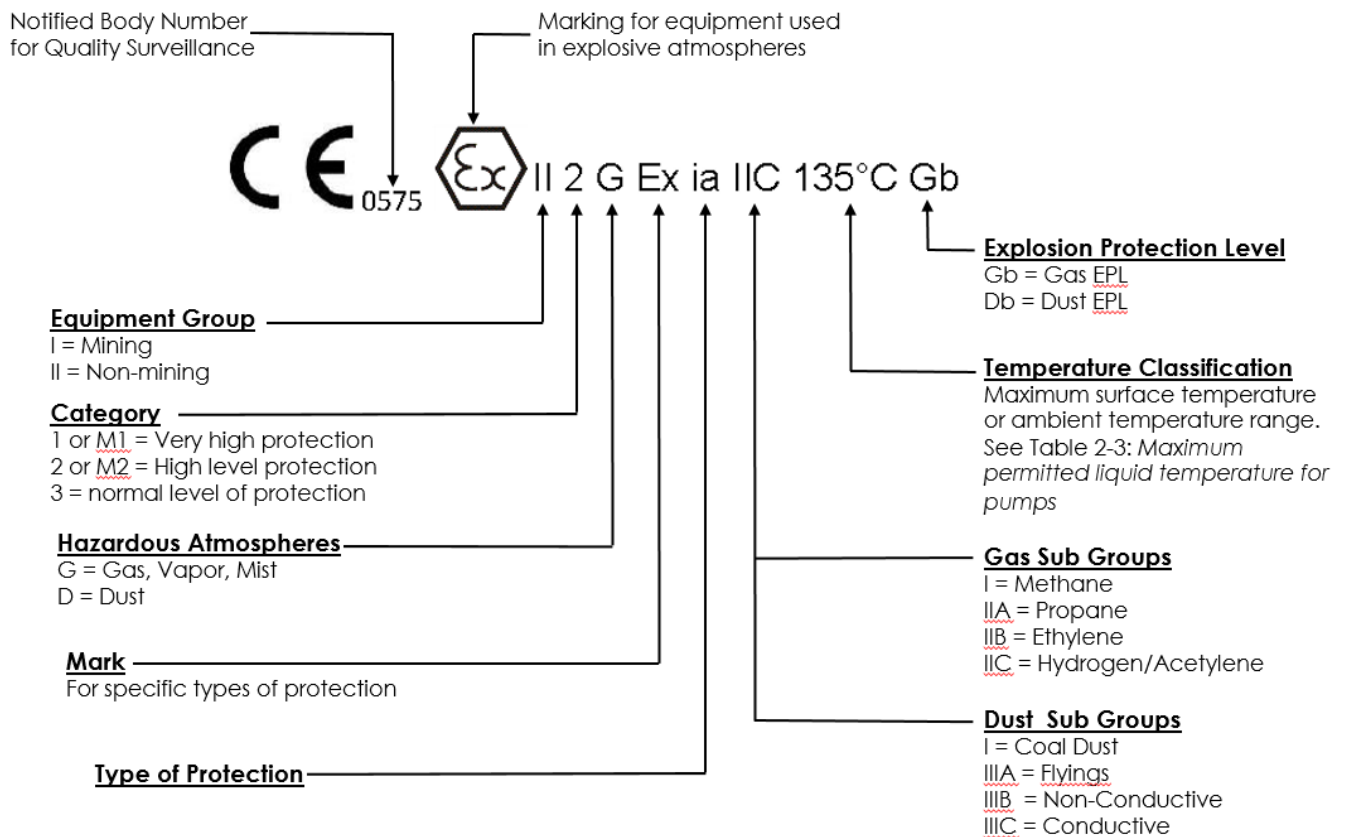 Notified Body Number
for Quality Surveillance
Marking for equipment used
in explosive atmospheres
CE 0575 Ex II 2 G Ex ia IIC 135°C Gb
Equipment Group
I = Mining
II = Non-mining
Category
1 or M1 = Very high protection
2 or M2 = High level protection
3 = normal level of protection
Hazardous Atmospheres
G = Gas, Vapor, Mist
D = Dust
Mark
For specific types of protection
Type of Protection
Explosion Protection Level
Gb = Gas EPL
Db = Dust EPL
Temperature Classification
Maximum surface temperature
or ambient temperature range.
See Table 2-3: Maximum
permitted liquid temperature for
pumps
Gas Sub Groups
I = Methane
IIA = Propane
IIB = Ethylene
IIC = Hydrogen/Acetylene
Dust Sub Groups
I = Coal Dust
IIIA = Flyings
IIIB = Non-Conductive
IIIC = Conductive